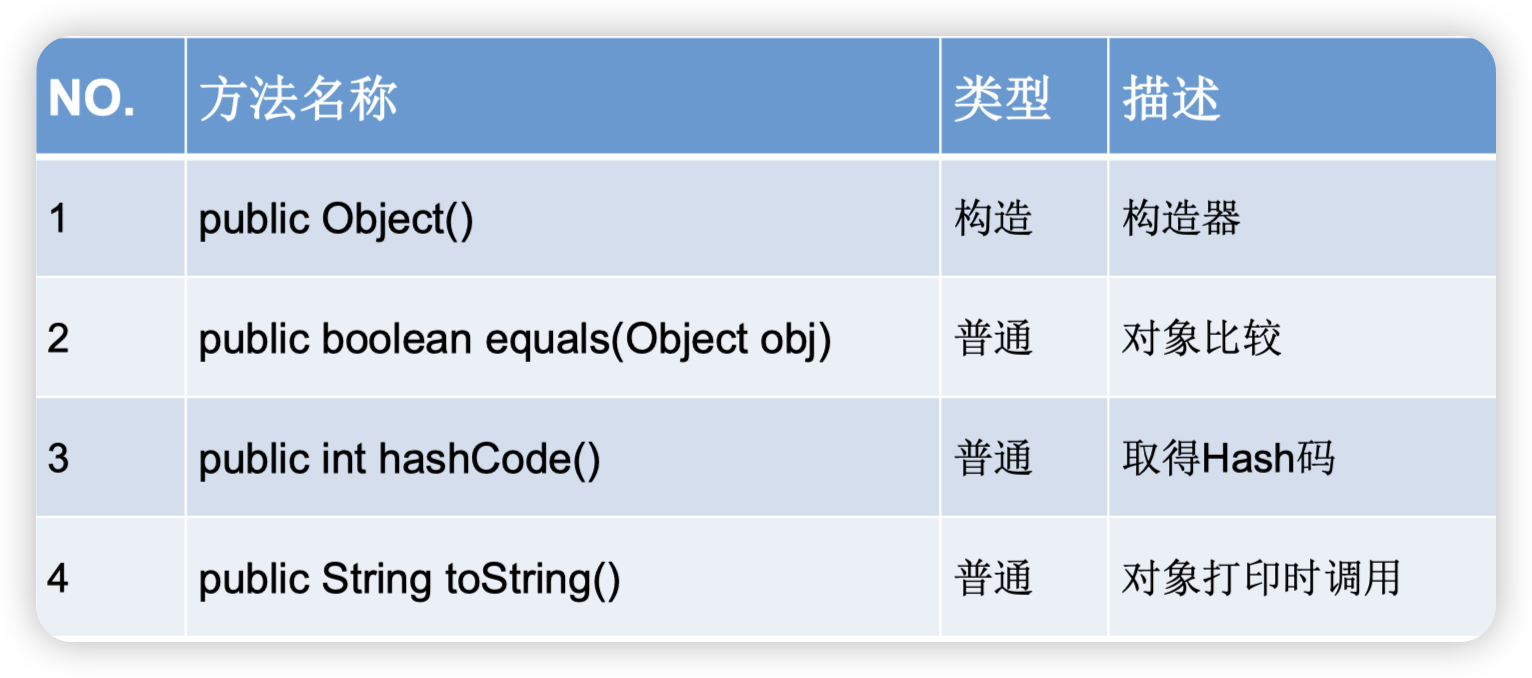 NO. 方法名称 类型 描述
1 public Object() 构造 构造器
2 public boolean equals(Object obj) 普通 对象比较
3 public int hashCode() 普通 取得Hash码
4 public String toString() 普通 对象打印时调用